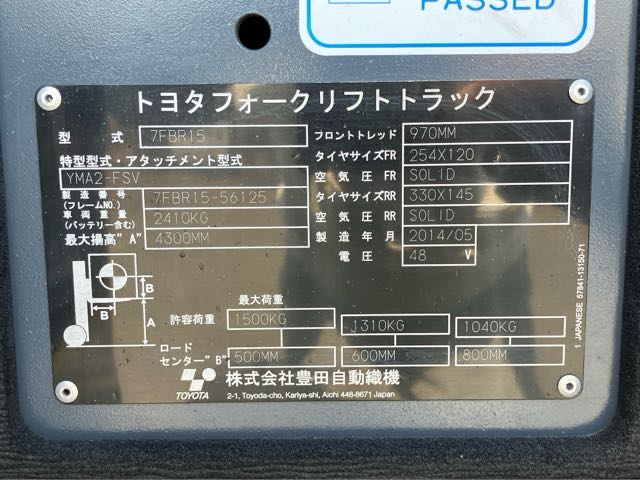 PASSED
トヨタフォークリフトトラック
型 式 7FBR15
特型型式・アタッチメント型式
YMA2-FSV
製造番号 (フレームNO.) 7FBR15-56125
車両重量 (バッテリー含む) 2410KG
最大揚高"A" 4300MM
フロントトレッド 970MM
タイヤサイズFR 254X120
空気圧 FR SOLID
タイヤサイズRR 330X145
空気圧 RR SOLID
製造年月 2014/05
電圧 48 V
B
B
A
最大荷重
許容荷重 1500KG 1310KG 1040KG
ロード
センター"B" 500MM 600MM 800MM
TOYOTA
株式会社豊田自動織機
2-1, Toyoda-cho, Kariya-shi, Aichi 448-8671 Japan
1 JAPANESE 57841-13150-71